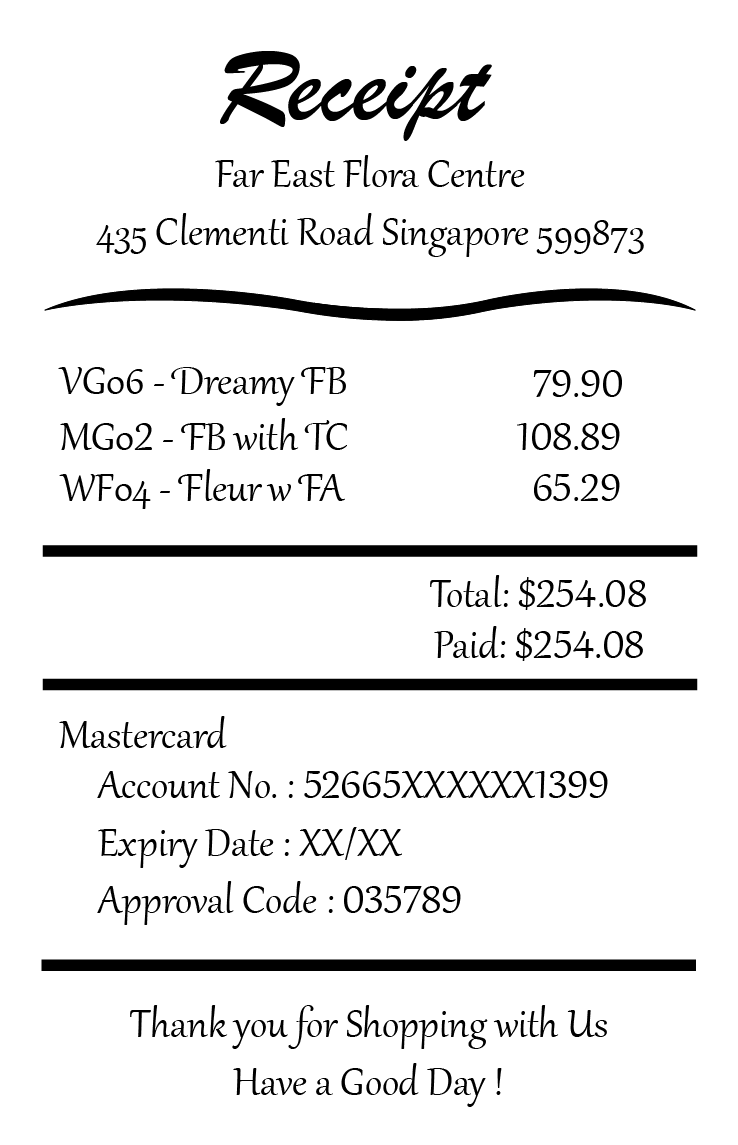 Receipt
Far East Flora Centre
435 Clementi Road Singapore 599873
VG06 - Dreamy FB 79.90
MG02 - FB with TC 108.89
WF04 - Fleur w FA 65.29
Total: $254.08
Paid: $254.08
Mastercard
Account No. : 52665XXXXXX1399
Expiry Date : XX/XX
Approval Code : 035789
Thank you for Shopping with Us
Have a Good Day !